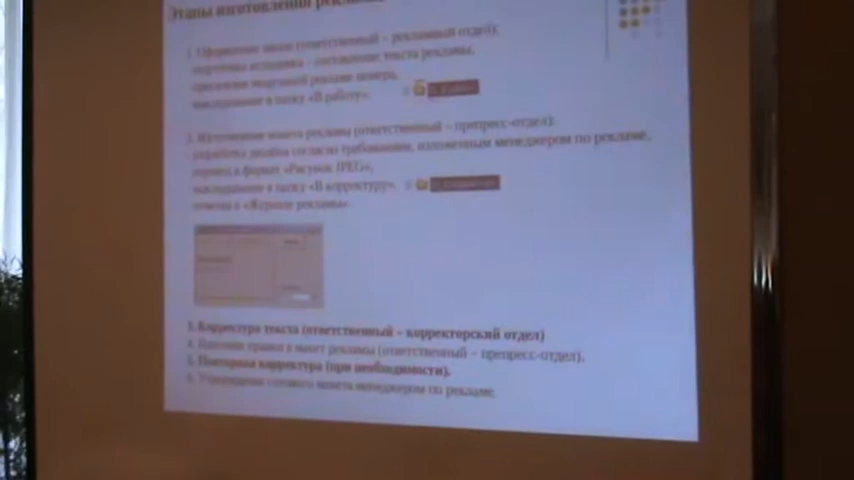 Этапы изготовления рекламы
1. Оформление заказа (ответственный – рекламный отдел);
подготовка исходника – составление текста рекламы,
присвоение модульной рекламе номера,
выкладывание в папку «В работу».
2. Изготовление макета рекламы (ответственный – препресс-отдел):
разработка дизайна согласно требованиям, изложенным менеджером по рекламе,
перевод в формат «Рисунок JPEG»,
выкладывание в папку «В корректуру»,
отметка в «Журнале рекламы»
3. Корректура текста (ответственный – корректорский отдел)
4. Внесение правки в макет рекламы (ответственный – препресс-отдел).
5. Повторная корректура (при необходимости).
6. Утверждение готового макета менеджером по рекламе.